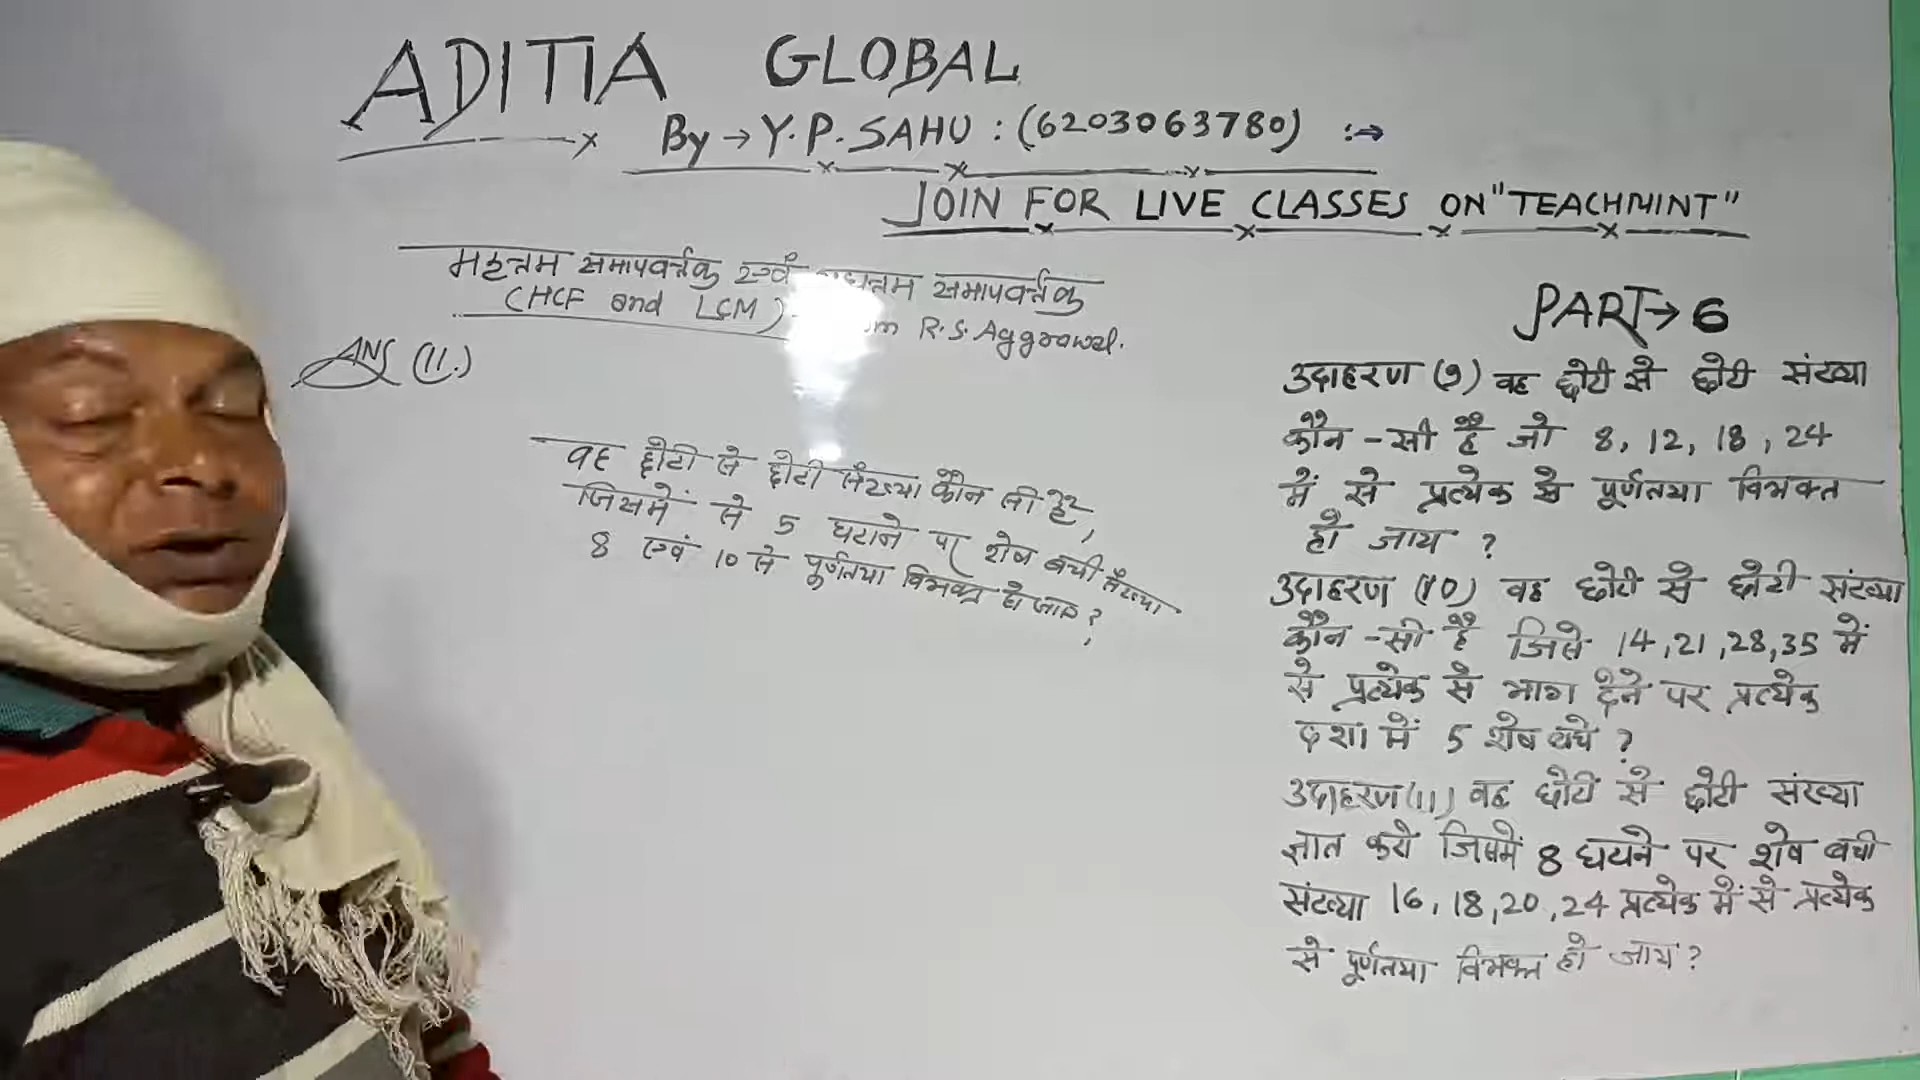 ADITIA GLOBAL
By → Y.P. SAHU : (6203063780) :⇒
JOIN FOR LIVE CLASSES ON "TEACHMINT"
महत्तम समापवर्त्तक एवं समापवर्त्तक
(HCF and LCM) R.S. Aggrawal.
ANS (11.)
वह छोटी से छोटी संख्या कौन सी है,
जिसमें से 5 घटाने पर शेष बची संख्या
8 एवं 10 से पूर्णतया विभक्त हो जाए?
PART → 6
उदाहरण (9) वह छोटी से छोटी संख्या
कौन - सी है जो 8, 12, 18, 24
में से प्रत्येक से पूर्णतया विभक्त
हो जाय ?
उदाहरण (10) वह छोटी से छोटी संख्या
कौन - सी है जिसे 14, 21, 28, 35 में
से प्रत्येक से भाग देने पर प्रत्येक
दशा में 5 शेष बचे ?
उदाहरण (11) वह छोटी से छोटी संख्या
ज्ञात करो जिसमें 8 घटाने पर शेष बची
संख्या 16, 18, 20, 24 प्रत्येक में से प्रत्येक
से पूर्णतया विभक्त हो जाय ?